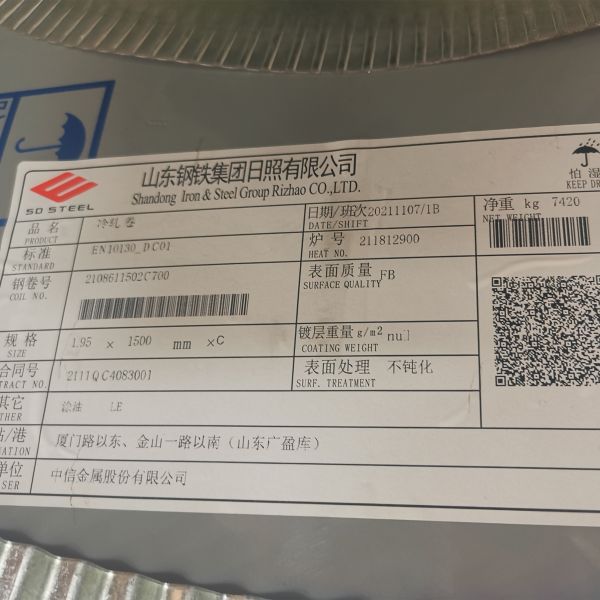 SD STEEL
山东钢铁集团日照有限公司
Shandong Iron & Steel Group Rizhao CO.,LTD.
怕湿
KEEP DR
品名 冷轧卷
PRODUCT
日期/班次 20211107/1B
DATE/SHIFT
净重 kg 7420
NET WEIGHT
标准 EN10130_DC01
STANDARD
炉号 211812900
HEAT NO.
钢卷号 2108611502C700
COIL NO.
表面质量 FB
SURFACE QUALITY
规格 1.95 × 1500 mm ×C
SIZE
镀层重量 g/m² null
COATING WEIGHT
合同号 2111QC4083001
TRACT NO.
表面处理 不钝化
SURF. TREATMENT
其它 涂油 LE
THER
站/港 厦门路以东、金山一路以南（山东广盈库）
NATION
单位 中信金属股份有限公司
SER